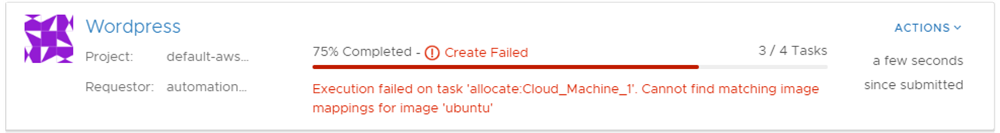 Wordpress
ACTIONS
Project: default-aws...
75% Completed - Create Failed
3 / 4 Tasks
a few seconds
Requestor: automation...
Execution failed on task 'allocate:Cloud_Machine_1'. Cannot find matching image
mappings for image 'ubuntu'
since submitted